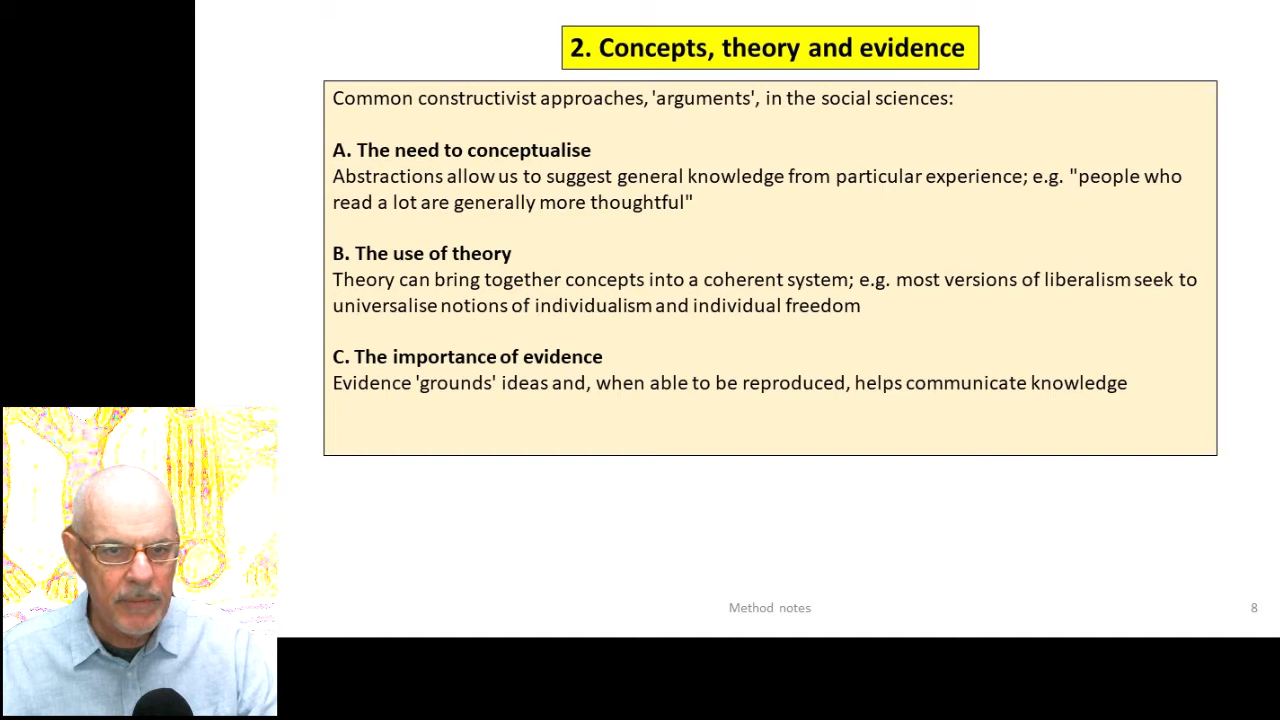 2. Concepts, theory and evidence
Common constructivist approaches, 'arguments', in the social sciences:
A. The need to conceptualise
Abstractions allow us to suggest general knowledge from particular experience; e.g. "people who
read a lot are generally more thoughtful"
B. The use of theory
Theory can bring together concepts into a coherent system; e.g. most versions of liberalism seek to
universalise notions of individualism and individual freedom
C. The importance of evidence
Evidence 'grounds' ideas and, when able to be reproduced, helps communicate knowledge
Method notes
8